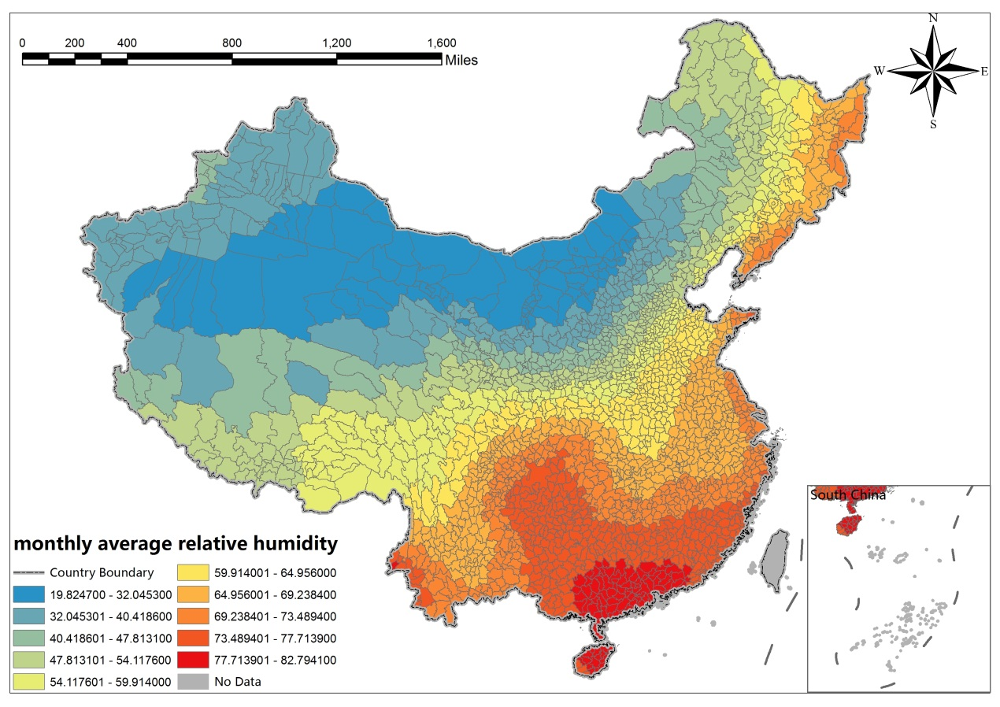 N
0 200 400 800 1,200 1,600
Miles
W E
S
South China
monthly average relative humidity
Country Boundary
19.824700 - 32.045300
32.045301 - 40.418600
40.418601 - 47.813100
47.813101 - 54.117600
54.117601 - 59.914000
59.914001 - 64.956000
64.956001 - 69.238400
69.238401 - 73.489400
73.489401 - 77.713900
77.713901 - 82.794100
No Data